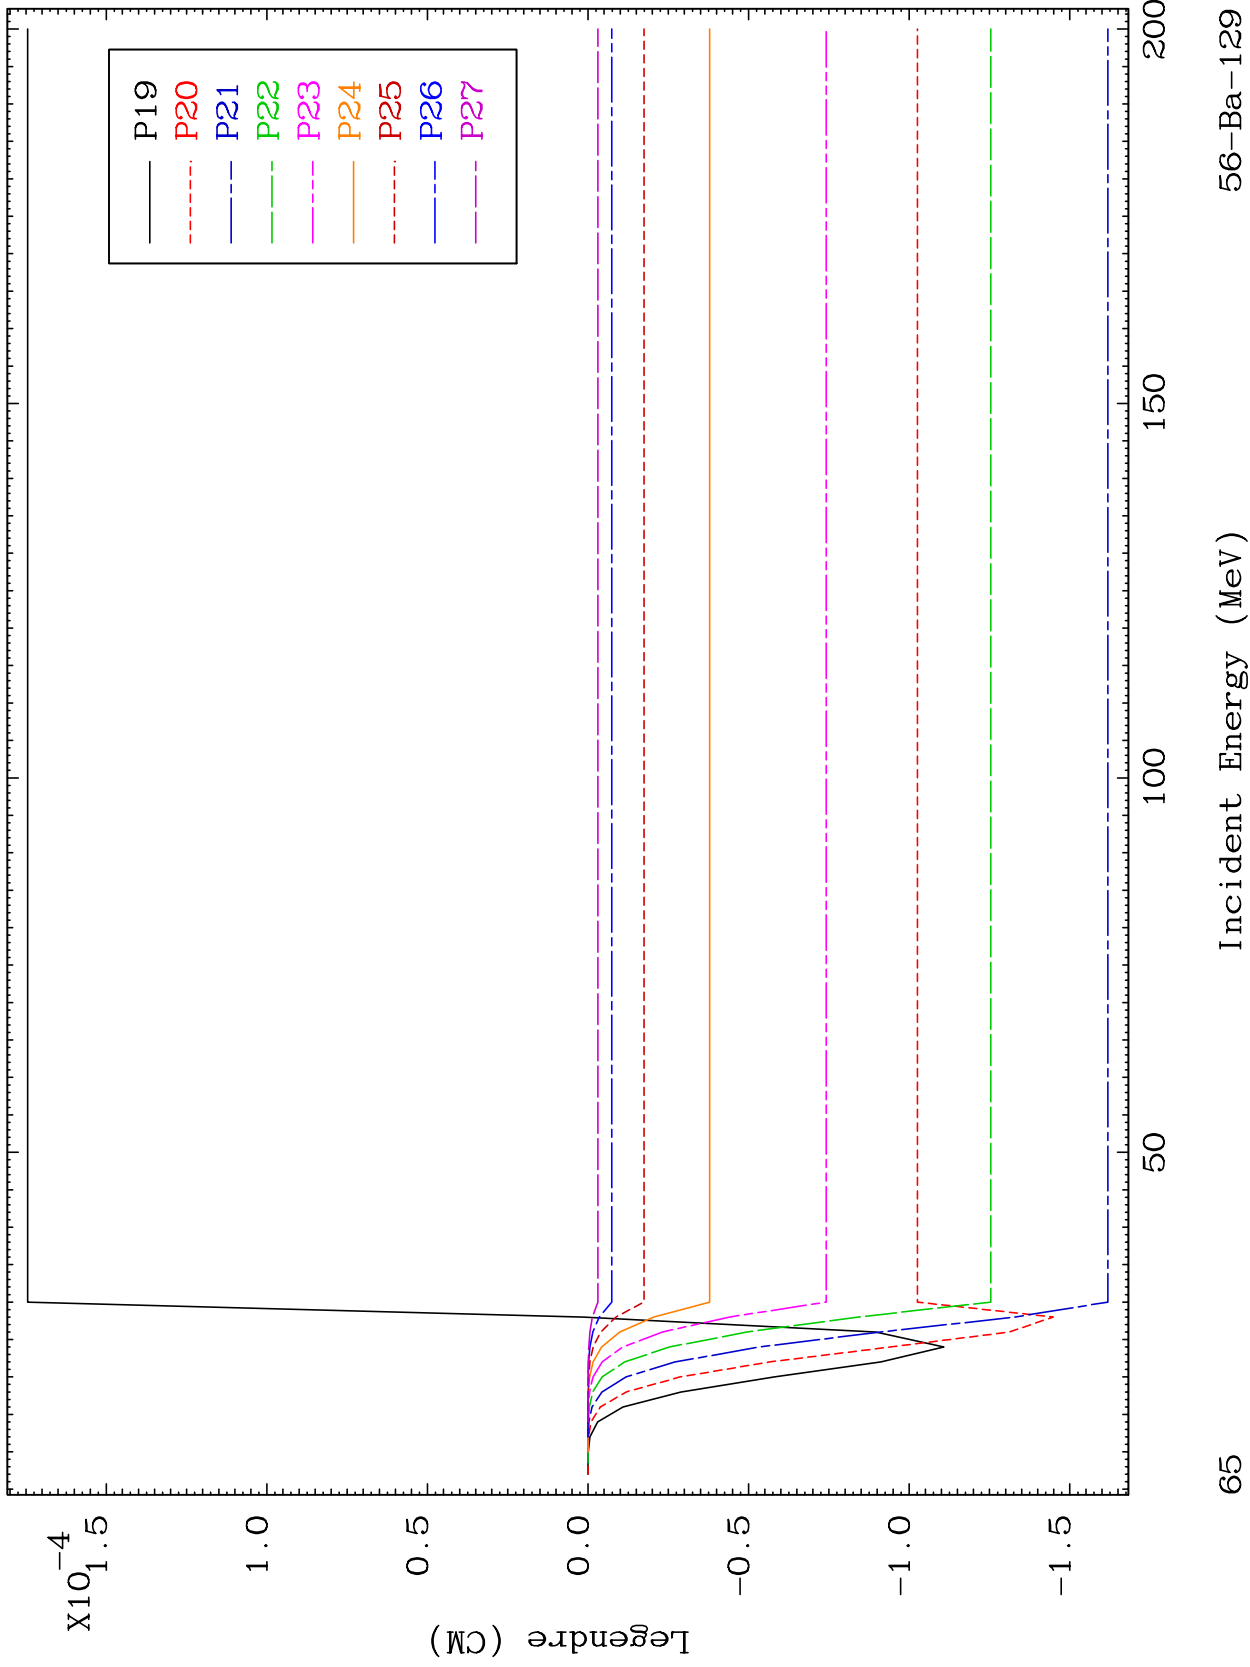 X10-4
1.5
1.0
0.5
0.0
-0.5
-1.0
-1.5
Legendre (CM)
P19
P20
P21
P22
P23
P24
P25
P26
P27
50
100
150
200
65
Incident Energy (MeV)
56-Ba-129